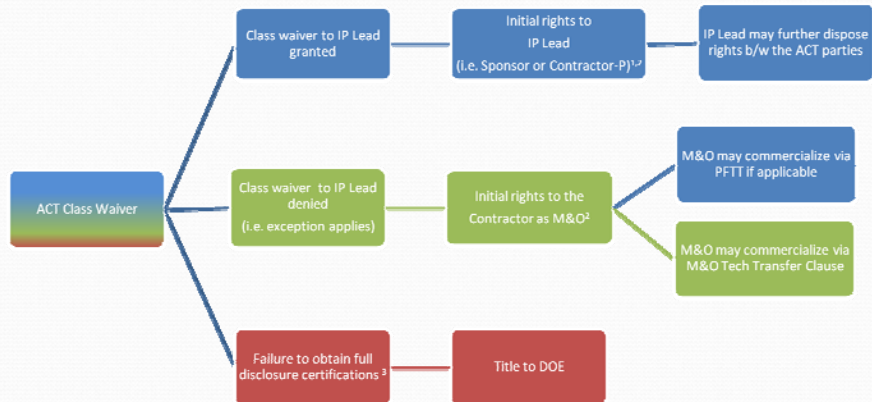 Class waiver to IP Lead
granted
Initial rights to
IP Lead
(i.e. Sponsor or Contractor-P)¹,²
IP Lead may further dispose
rights b/w the ACT parties
ACT Class Waiver
Class waiver to IP Lead
denied
(i.e. exception applies)
Initial rights to the
Contractor as M&O²
M&O may commercialize via
PFTT if applicable
M&O may commercialize via
M&O Tech Transfer Clause
Failure to obtain full
disclosure certifications ³
Title to DOE